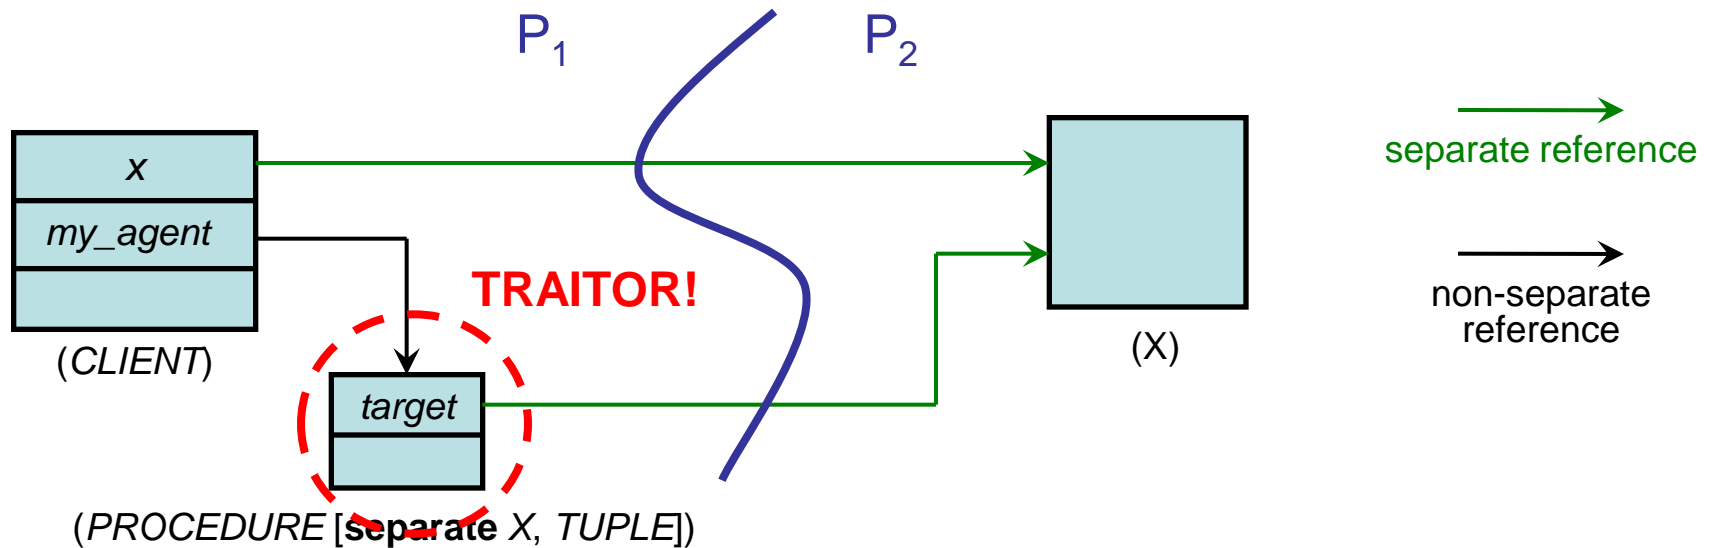 P₁
P₂
x
my_agent
(CLIENT)
TRAITOR!
target
(PROCEDURE [separate X, TUPLE])
(X)
separate reference
non-separate
reference